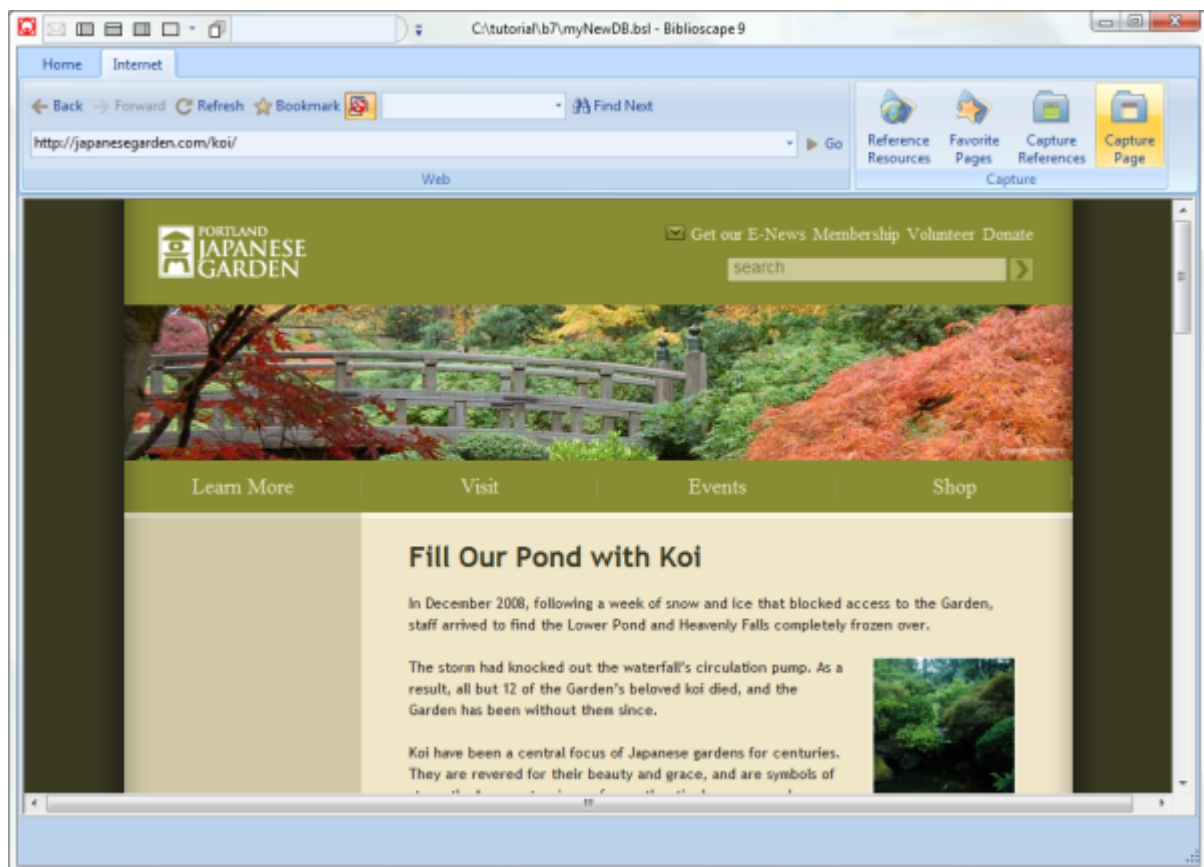 C:\tutorial\b7\myNewDB.bsl - Biblioscape 9
Home Internet
Back Forward Refresh Bookmark Find Next
http://japanesegarden.com/koi/ Go
Reference Resources
Favorite Pages
Capture References
Capture Page
Web Capture
PORTLAND
JAPANESE
GARDEN
Get our E-News Membership Volunteer Donate
search
Learn More Visit Events Shop
Fill Our Pond with Koi
In December 2008, following a week of snow and ice that blocked access to the Garden,
staff arrived to find the Lower Pond and Heavenly Falls completely frozen over.
The storm had knocked out the waterfall's circulation pump. As a
result, all but 12 of the Garden's beloved koi died, and the
Garden has been without them since.
Koi have been a central focus of Japanese gardens for centuries.
They are revered for their beauty and grace, and are symbols of